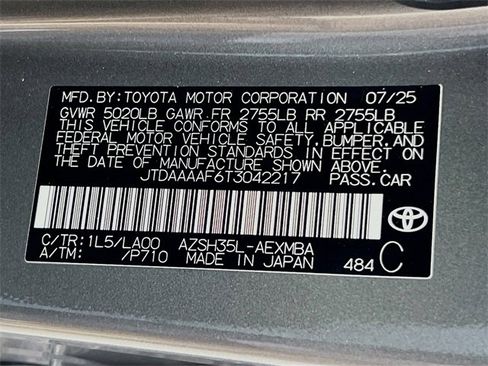 MFD.BY:TOYOTA MOTOR CORPORATION 07/25
GVWR 5020LB GAWR FR 2755LB RR 2755LB
THIS VEHICLE CONFORMS TO ALL APPLICABLE
FEDERAL MOTOR VEHICLE SAFETY, BUMPER, AND
THEFT PREVENTION STANDARDS IN EFFECT ON
THE DATE OF MANUFACTURE SHOWN ABOVE.
JTDAAAAF6T3042217 PASS.CAR
C/TR:1L5/LA00 AZSH35L-AEXMBA
A/TM: /P710 MADE IN JAPAN 484 C
TOYOTA